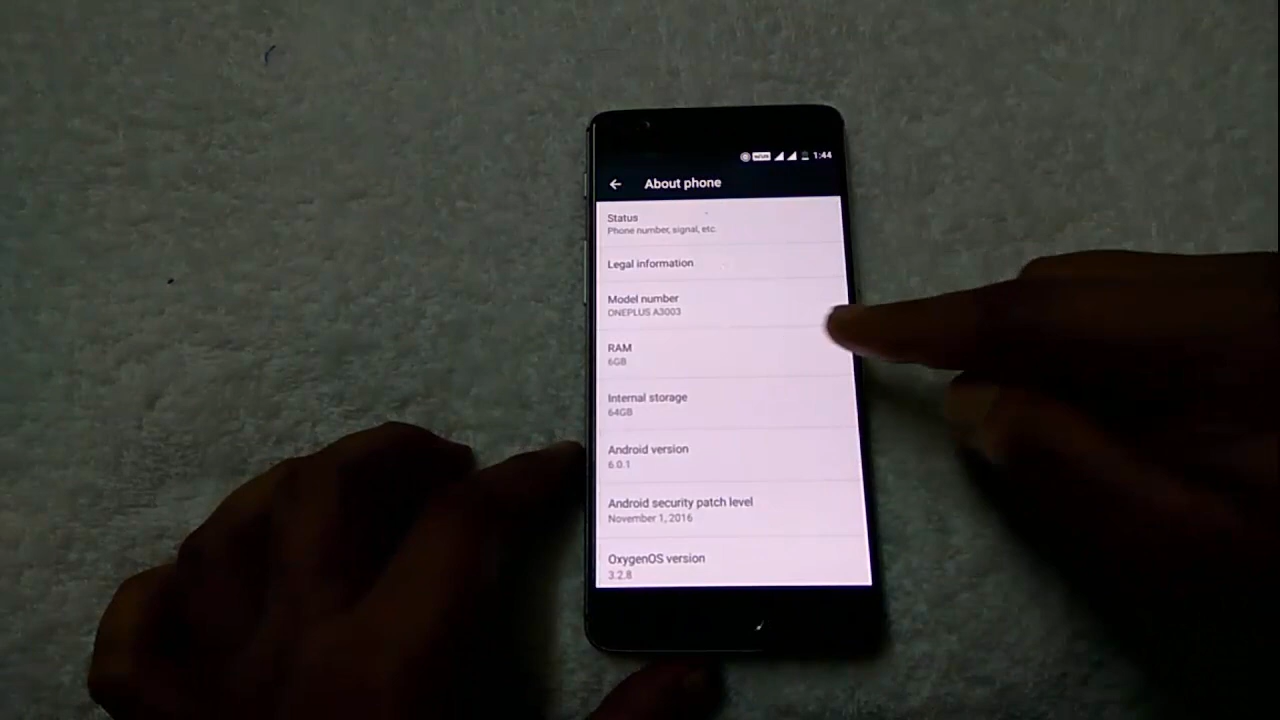 1:44
About phone
Status
Phone number, signal, etc.
Legal information
Model number
ONEPLUS A3003
RAM
6GB
Internal storage
64GB
Android version
6.0.1
Android security patch level
November 1, 2016
OxygenOS version
3.2.8